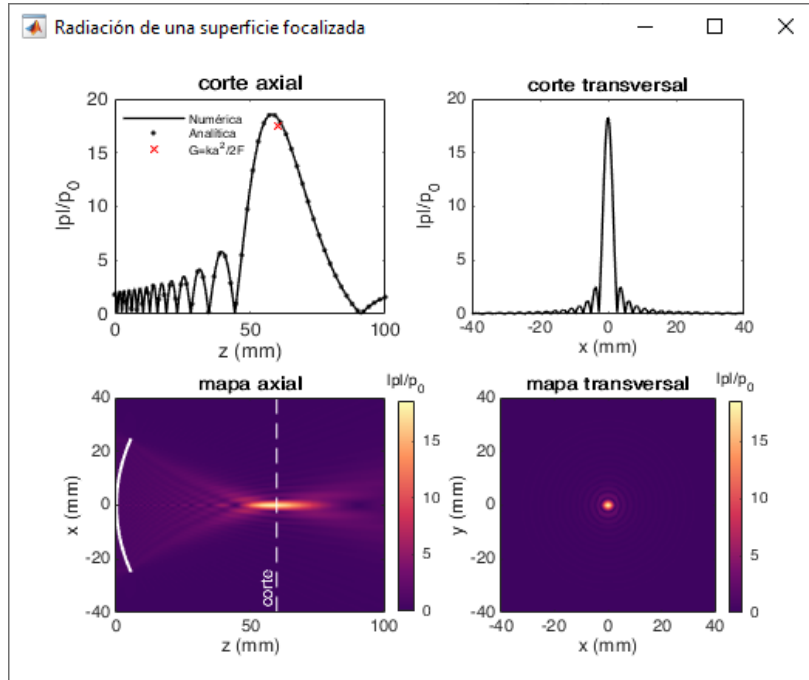 Radiación de una superficie focalizada
corte axial
20
15
10
5
0
|p|/p0
Numérica
Analítica
G=ka²/2F
0
50
100
z (mm)
corte transversal
20
15
10
5
0
|p|/p0
-40
-20
0
20
40
x (mm)
mapa axial
|p|/p0
40
20
0
-20
-40
x (mm)
corte
0
50
100
z (mm)
15
10
5
0
mapa transversal
|p|/p0
40
20
0
-20
-40
y (mm)
-40
-20
0
20
40
x (mm)
15
10
5
0